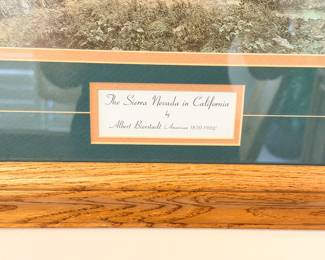 The Sierra Nevada in California
by
Albert Bierstadt (American 1830-1902)